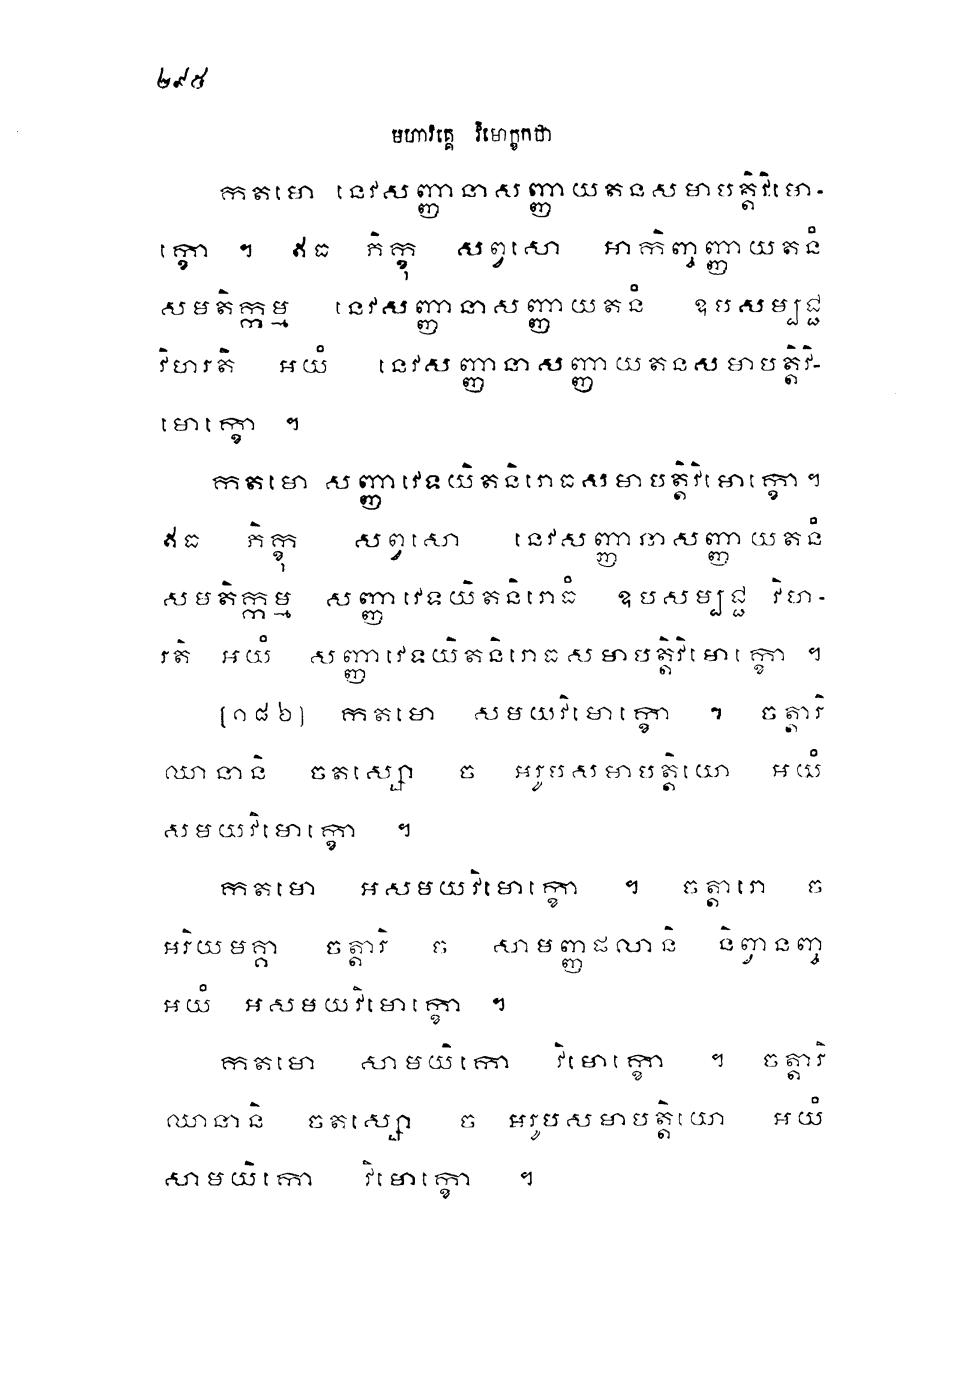 ២៩៥
មហាវគ្គេ វិមោក្ខកថា
កតមោ នេវសញ្ញានាសញ្ញាយតនសមាបត្តិវិមោ-
ក្ខោ ។ ឥធ ភិក្ខុ សព្វសោ អាកិញ្ចញ្ញាយតនំ
សមតិក្កម្ម នេវសញ្ញានាសញ្ញាយតនំ ឧបសម្បជ្ជ
វិហរតិ អយំ នេវសញ្ញានាសញ្ញាយតនសមាបត្តិវិ-
មោក្ខោ ។
កតមោ សញ្ញាវេទយិតនិរោធសមាបត្តិវិមោក្ខោ ។
ឥធ ភិក្ខុ សព្វសោ នេវសញ្ញានាសញ្ញាយតនំ
សមតិក្កម្ម សញ្ញាវេទយិតនិរោធំ ឧបសម្បជ្ជ វិហ-
រតិ អយំ សញ្ញាវេទយិតនិរោធសមាបត្តិវិមោក្ខោ ។
[១៨៦] កតមោ សមយវិមោក្ខោ ។ ចត្តារិ
ឈានានិ ចតស្សោ ច អរូបសមាបត្តិយោ អយំ
សមយវិមោក្ខោ ។
កតមោ អសមយវិមោក្ខោ ។ ចត្តារោ ច
អរិយមគ្គា ចត្តារិ ច សាមញ្ញផលានិ និព្វានញ្ច
អយំ អសមយវិមោក្ខោ ។
កតមោ សាមយិកោ វិមោក្ខោ ។ ចត្តារិ
ឈានានិ ចតស្សោ ច អរូបសមាបត្តិយោ អយំ
សាមយិកោ វិមោក្ខោ ។